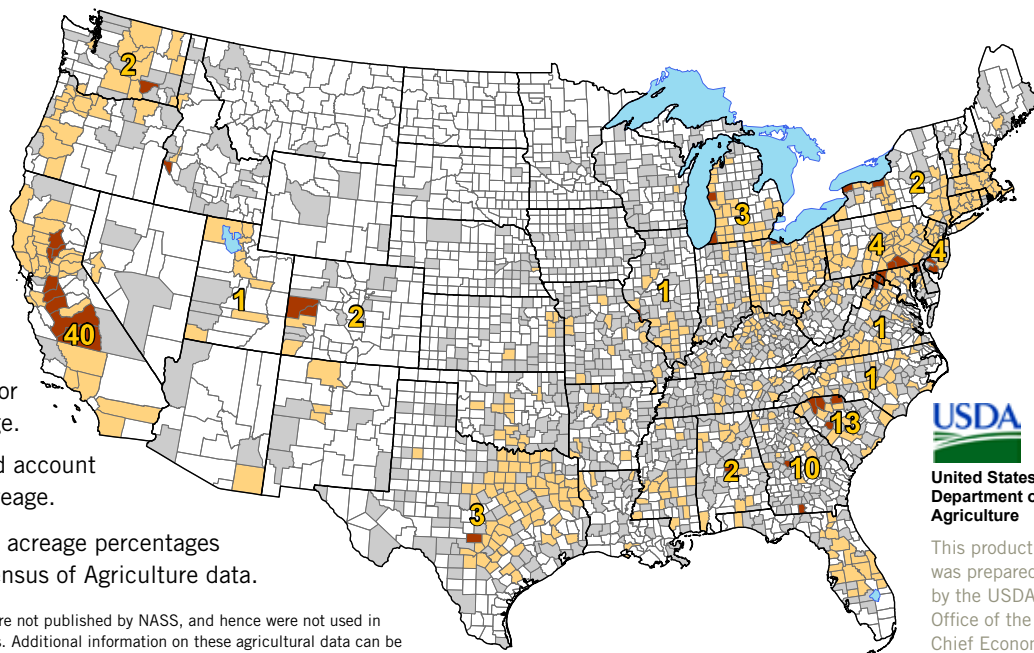 2
2
3
4
4
1
1
2
40
1
1
13
2
10
3
or
ge.
d account
eage.
acreage percentages
nsus of Agriculture data.
re not published by NASS, and hence were not used in
s. Additional information on these agricultural data can be
USDA
United States
Department o
Agriculture
This product
was prepared
by the USDA
Office of the
Chief Econom